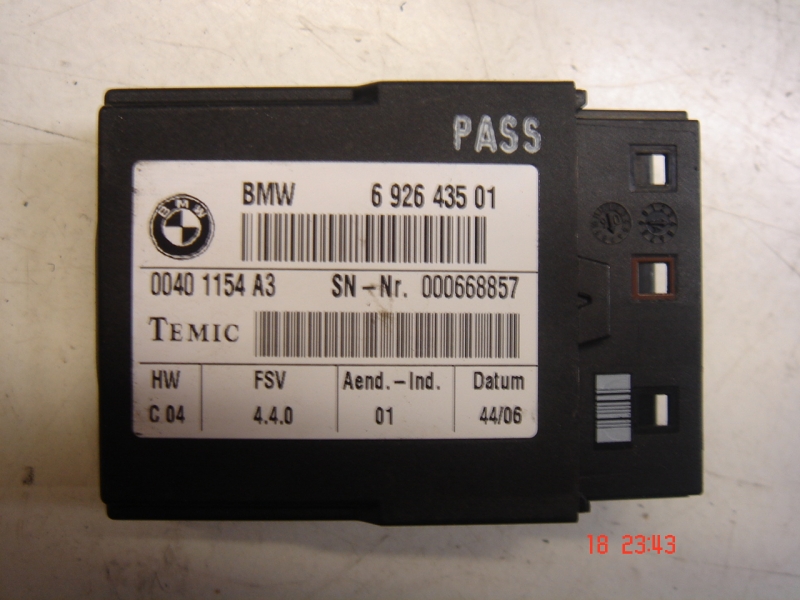 PASS
BMW
BMW 6 926 435 01
0040 1154 A3 SN-Nr. 000668857
TEMIC
HW FSV Aend.-Ind. Datum
C 04 4.4.0 01 44/06
18 23:43